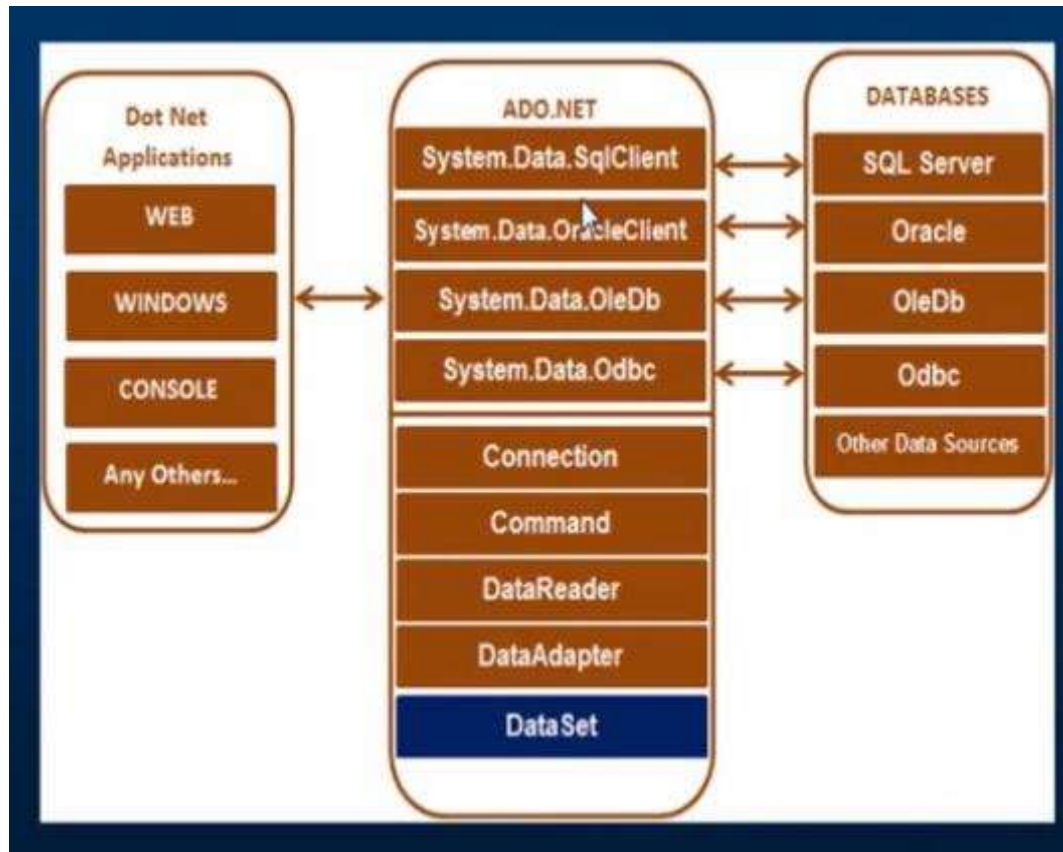 Dot Net
Applications
WEB
WINDOWS
CONSOLE
Any Others...
ADO.NET
System.Data.SqlClient
System.Data.OracleClient
System.Data.OleDb
System.Data.Odbc
Connection
Command
DataReader
DataAdapter
DataSet
DATABASES
SQL Server
Oracle
OleDb
Odbc
Other Data Sources